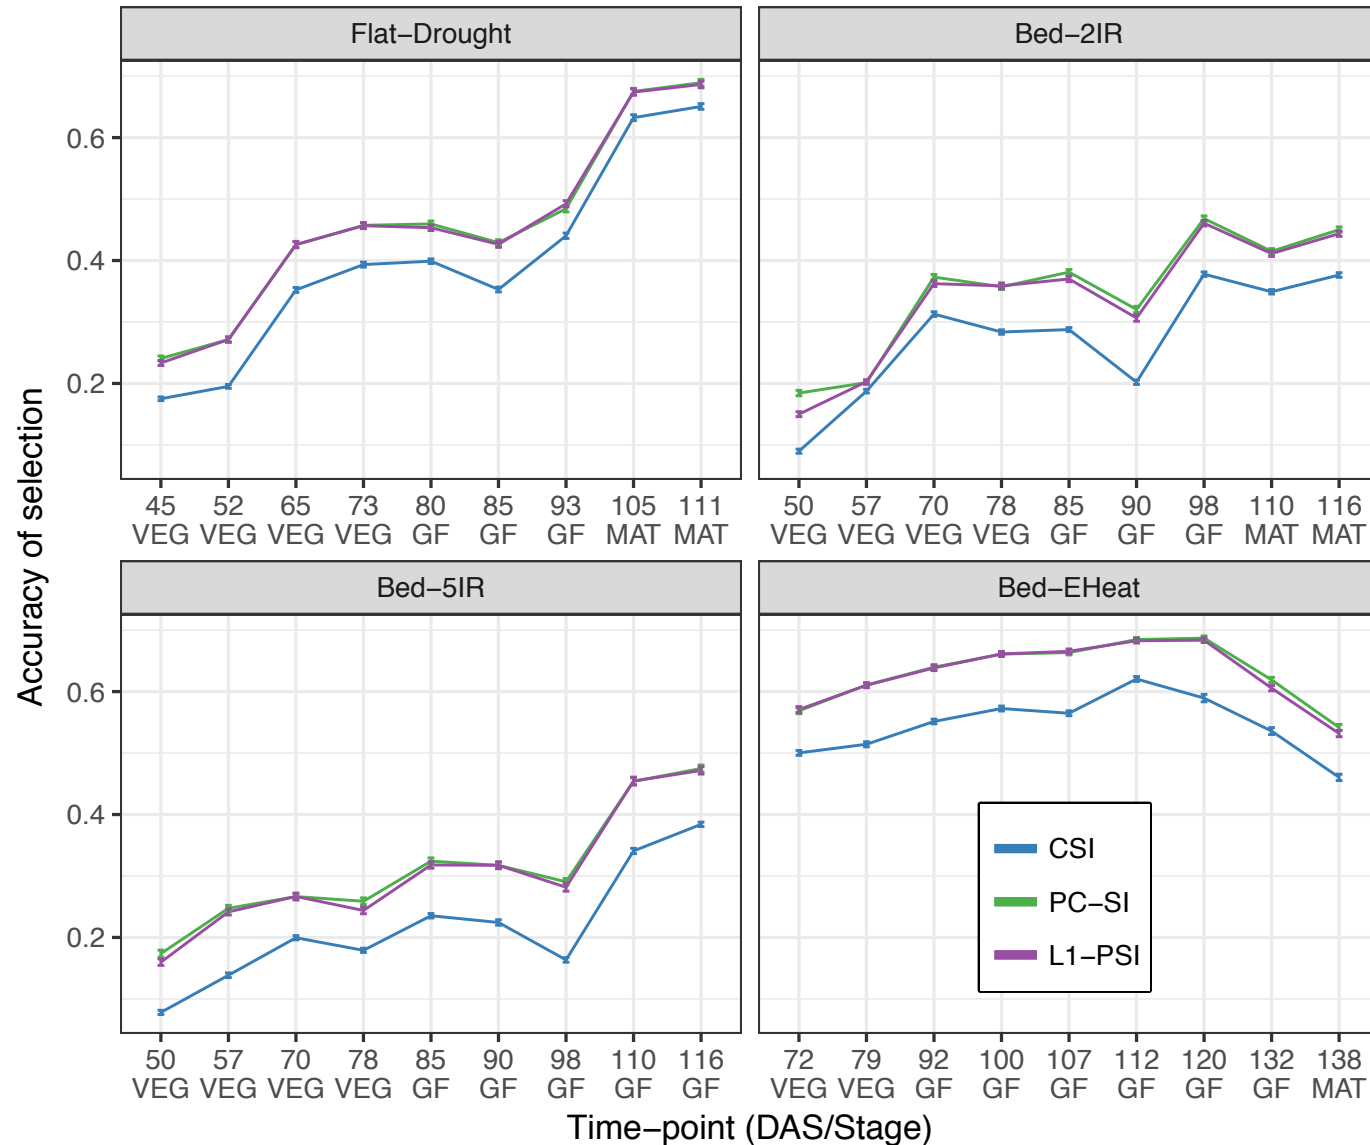 Flat−Drought
Bed−2IR
Accuracy of selection
0.6
0.4
0.2
45 52 65 73 80 85 93 105 111
VEG VEG VEG VEG GF GF GF MAT MAT
50 57 70 78 85 90 98 110 116
VEG VEG VEG VEG GF GF GF MAT MAT
Bed−5IR
Bed−EHeat
0.6
0.4
0.2
CSI
PC−SI
L1−PSI
50 57 70 78 85 90 98 110 116
VEG VEG VEG VEG GF GF GF GF GF
72 79 92 100 107 112 120 132 138
VEG VEG GF GF GF GF GF GF MAT
Time−point (DAS/Stage)